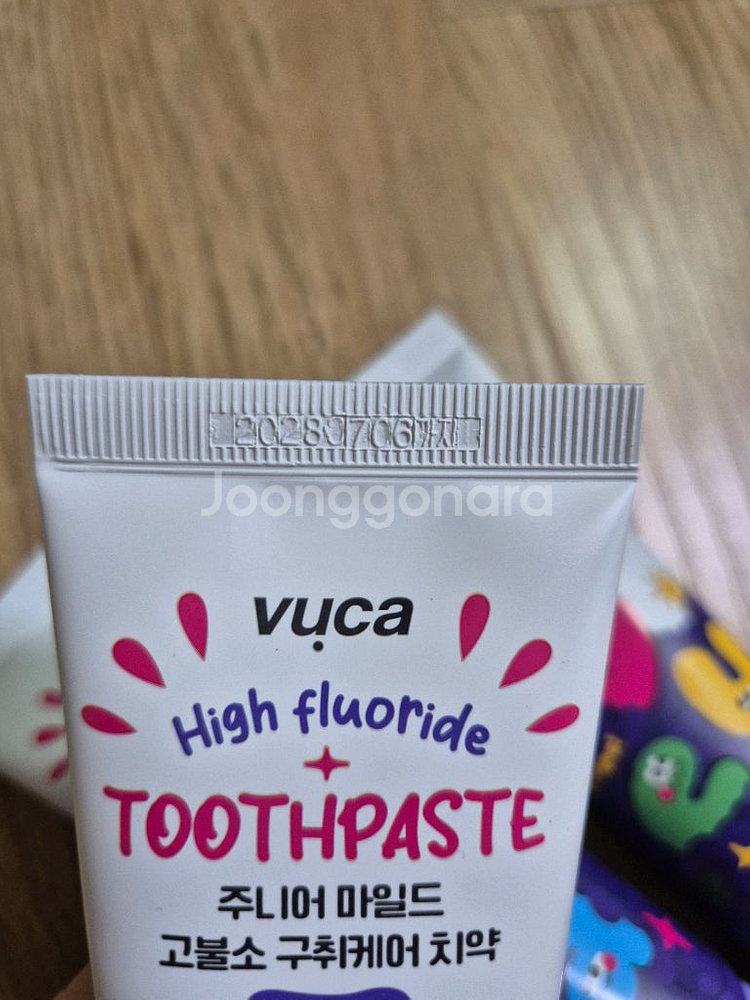 20280706까지
Joonggonara
vuca
High fluoride
TOOTHPASTE
주니어 마일드
고불소 구취케어 치약